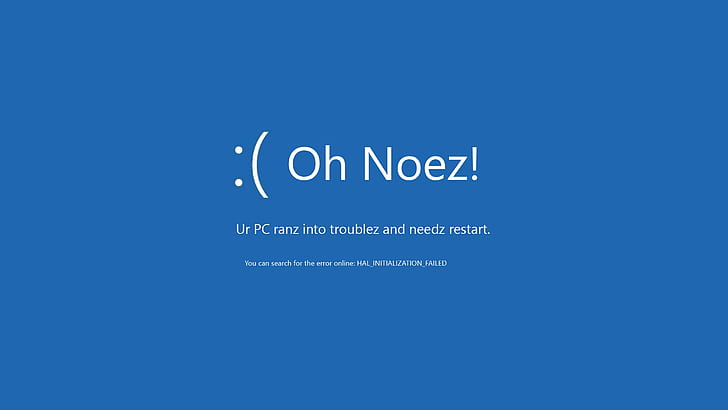 :( Oh Noez!
Ur PC ranz into troublez and needz restart.
You can search for the error online: HAL_INITIALIZATION_FAILED